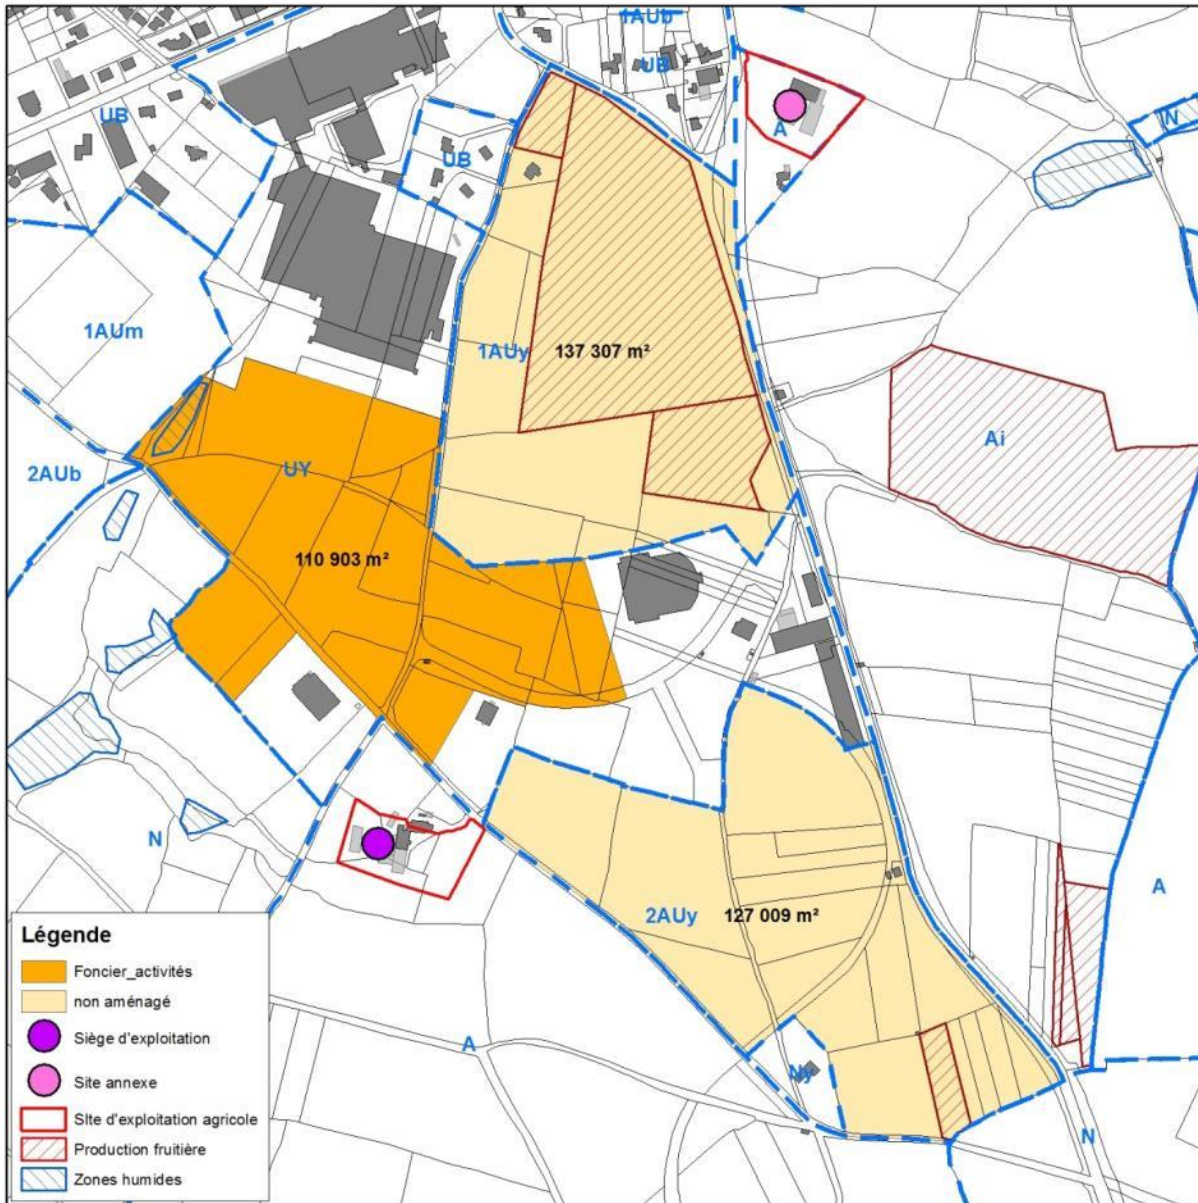 1AUb
UB
UB
A
N
UB
1AUm
1AUy
137 307 m²
Ai
2AUb
UY
110 903 m²
N
2AUy
127 009 m²
A
A
Ny
N
Légende
Foncier_activités
non aménagé
Siège d'exploitation
Site annexe
SIte d'exploitation agricole
Production fruitière
Zones humides